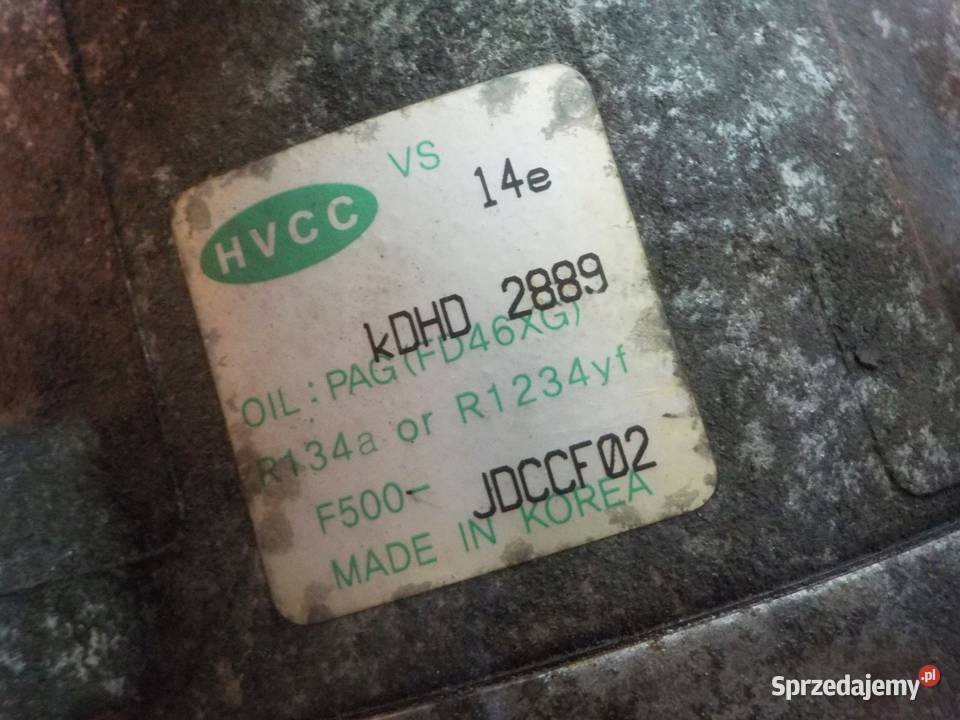 HVCC
VS
14e
kDHD 2889
OIL : PAG (FD46XG)
R134a or R1234yf
F500- JDCCF02
MADE IN KOREA
Sprzedajemy.pl